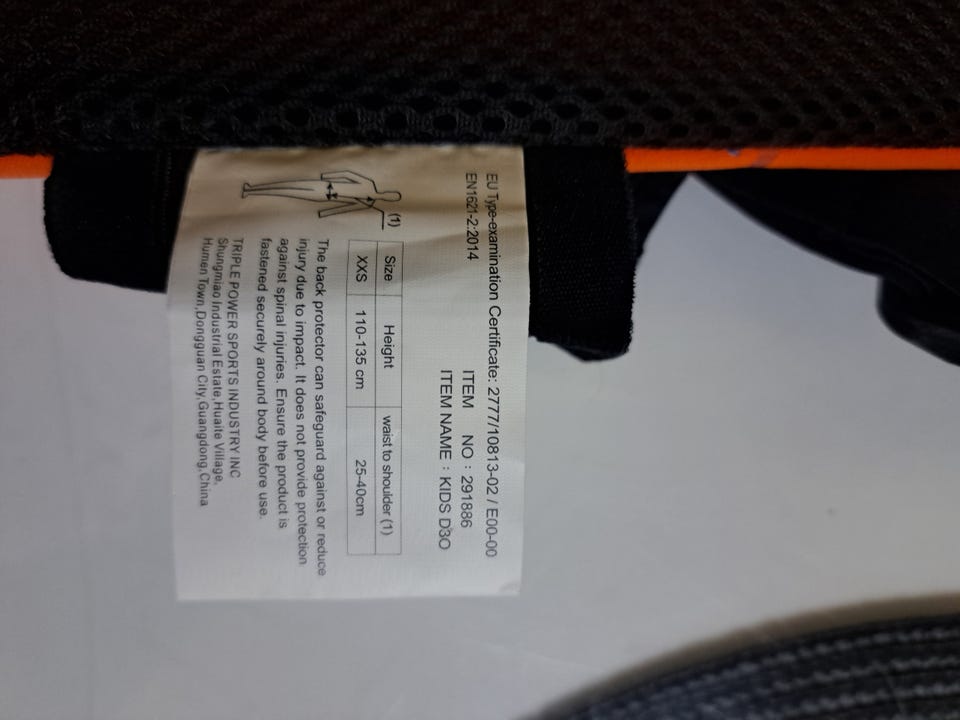 EU Type-examination Certificate: 2777/10813-02 / E00-00
EN1621-2:2014
ITEM NO : 291886
ITEM NAME : KIDS D3O
(1)
Size Height waist to shoulder (1)
XXS 110-135 cm 25-40cm
The back protector can safeguard against or reduce
injury due to impact. It does not provide protection
against spinal injuries. Ensure the product is
fastened securely around body before use.
TRIPLE POWER SPORTS INDUSTRY INC
Shungmiao Industrial Estate,Huaite Village,
Humen Town,Dongguan City,Guangdong,China